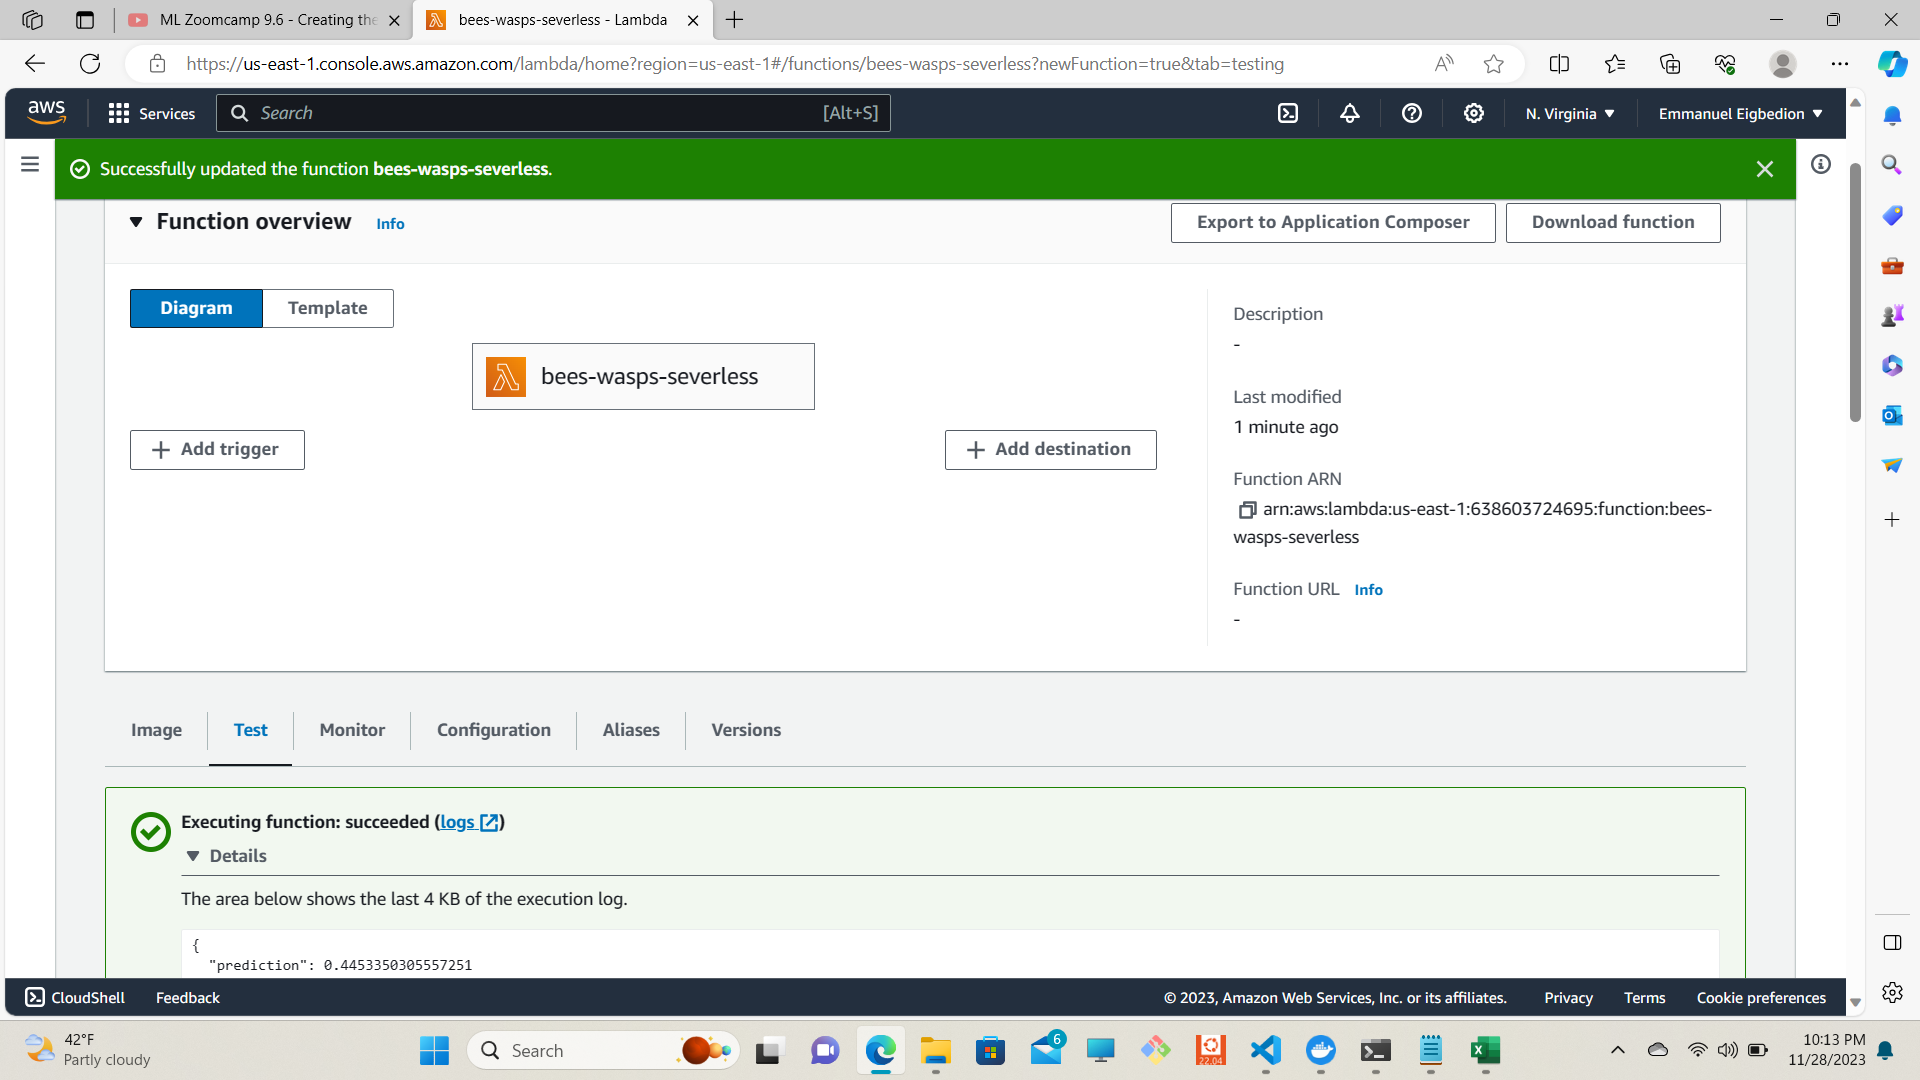 ML Zoomcamp 9.6 - Creating the
bees-wasps-severless - Lambda
https://us-east-1.console.aws.amazon.com/lambda/home?region=us-east-1#/functions/bees-wasps-severless?newFunction=true&tab=testing
aws
Services
Search
[Alt+S]
N. Virginia
Emmanuel Eigbedion
Successfully updated the function bees-wasps-severless.
Function overview
Info
Export to Application Composer
Download function
Diagram
Template
bees-wasps-severless
Add trigger
Add destination
Description
-
Last modified
1 minute ago
Function ARN
arn:aws:lambda:us-east-1:638603724695:function:bees-
wasps-severless
Function URL Info
-
Image
Test
Monitor
Configuration
Aliases
Versions
Executing function: succeeded (logs)
Details
The area below shows the last 4 KB of the execution log.
{
"prediction": 0.4453350305557251
CloudShell
Feedback
© 2023, Amazon Web Services, Inc. or its affiliates.
Privacy
Terms
Cookie preferences
42°F
Partly cloudy
Search
6
22.04
10:13 PM
11/28/2023